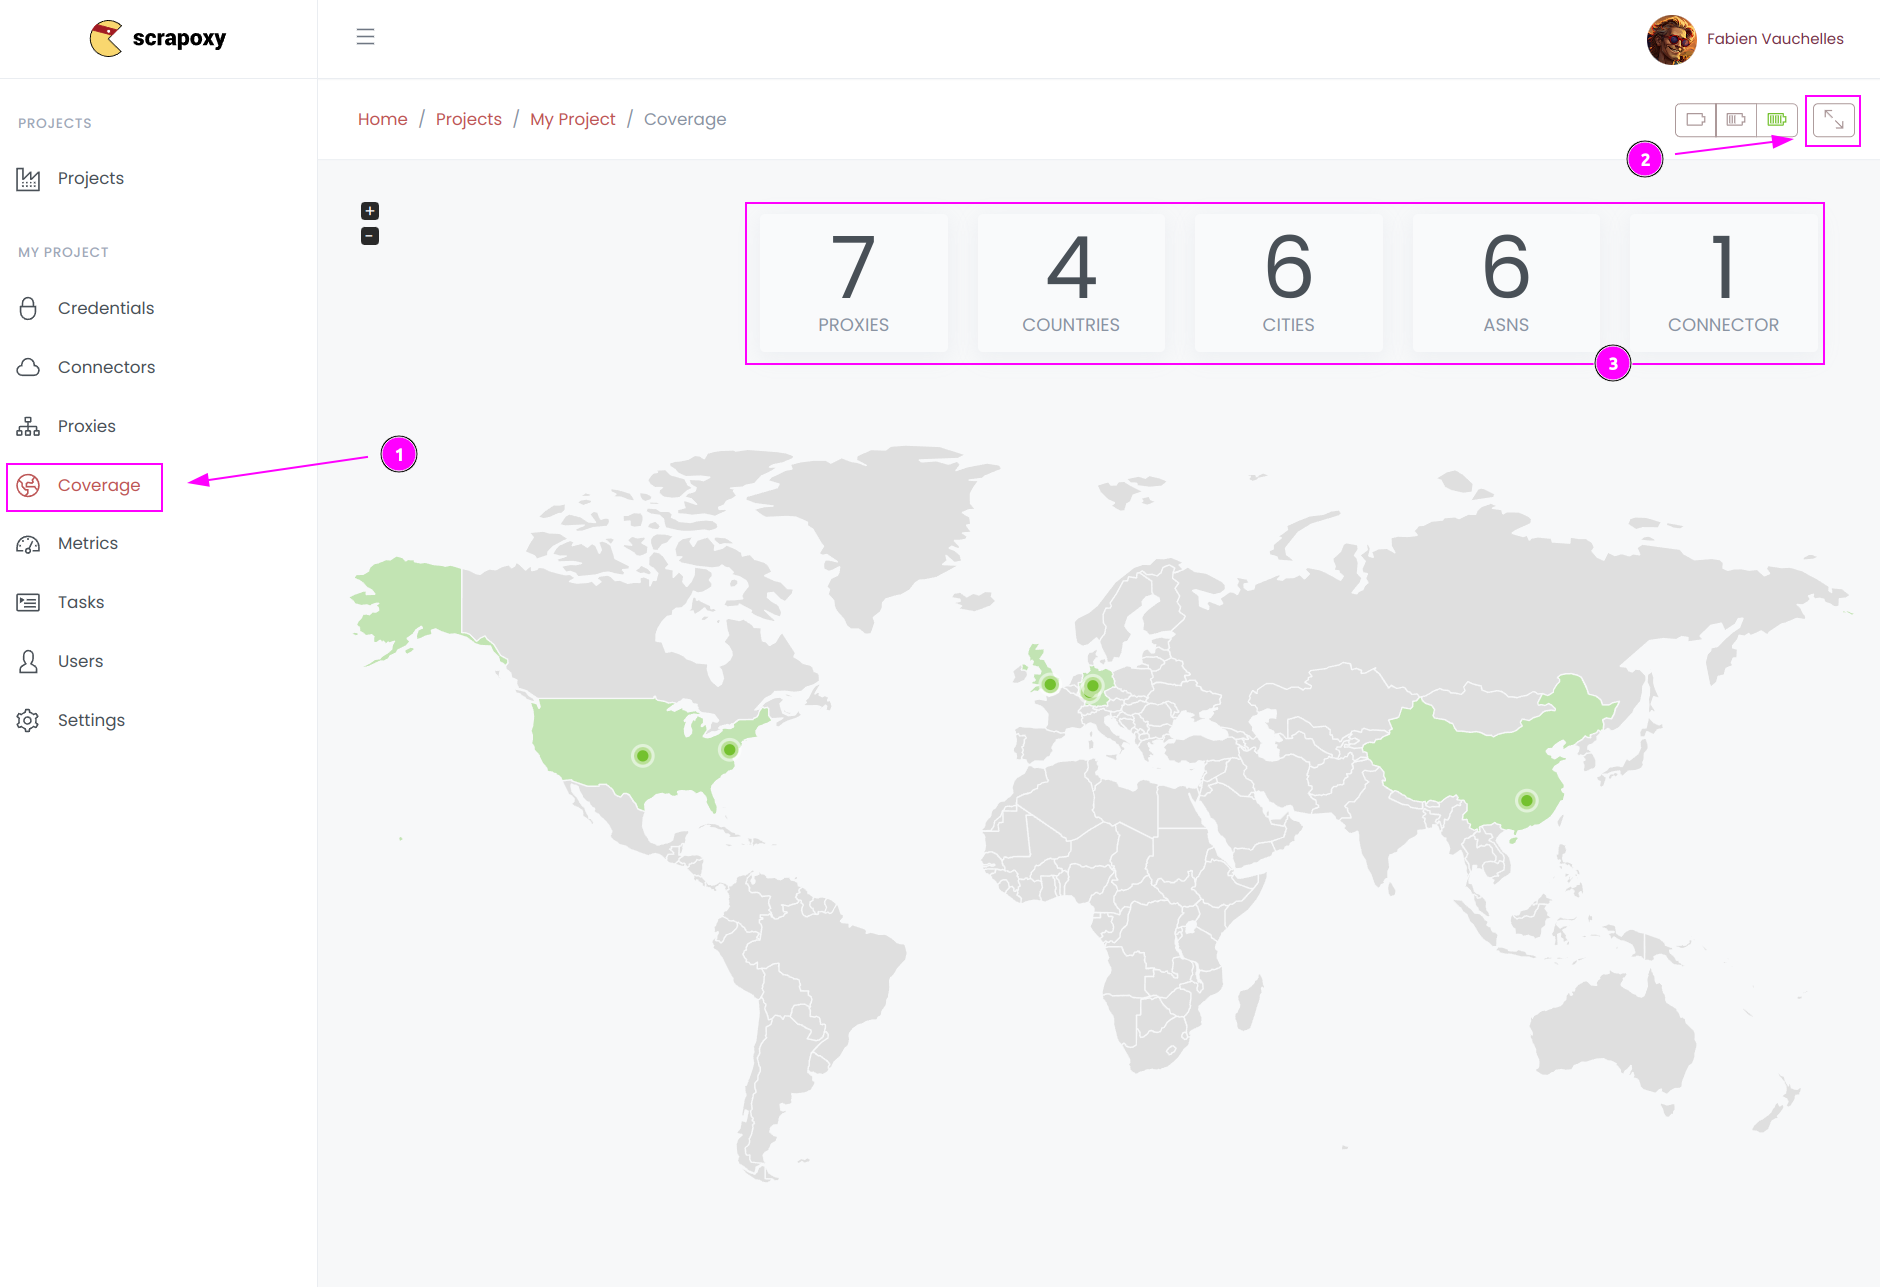 scrapoxy
Fabien Vauchelles
Home / Projects / My Project / Coverage
2
PROJECTS
Projects
MY PROJECT
Credentials
Connectors
Proxies
Coverage
Metrics
Tasks
Users
Settings
1
+
−
7
PROXIES
4
COUNTRIES
6
CITIES
6
ASNS
1
CONNECTOR
3